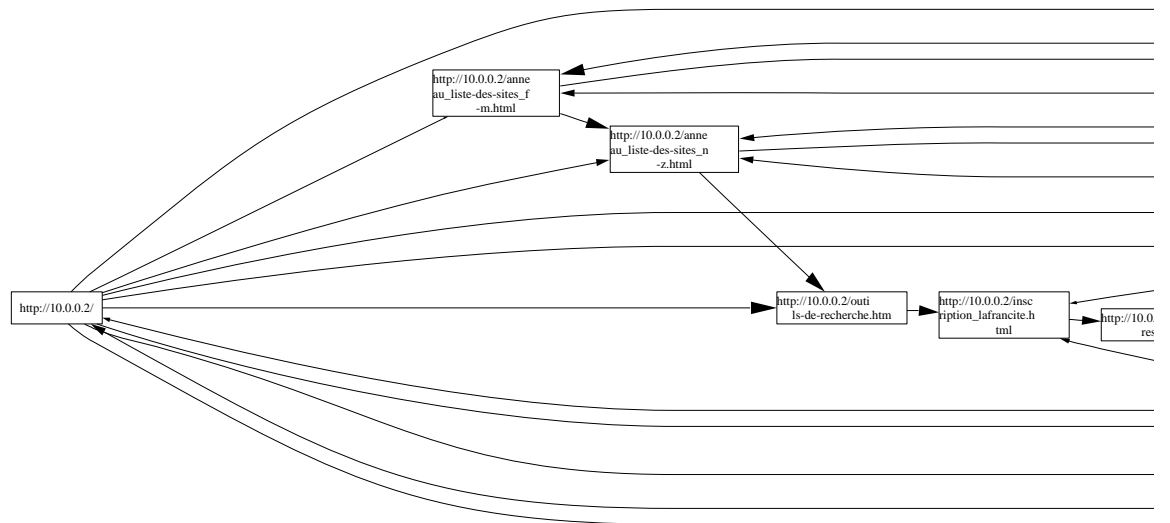 http://10.0.0.2/anne
au_liste-des-sites_f
-m.html
http://10.0.0.2/anne
au_liste-des-sites_n
-z.html
http://10.0.0.2/
http://10.0.0.2/outi
ls-de-recherche.htm
http://10.0.0.2/insc
ription_lafrancite.h
tml
http://10.0.
res